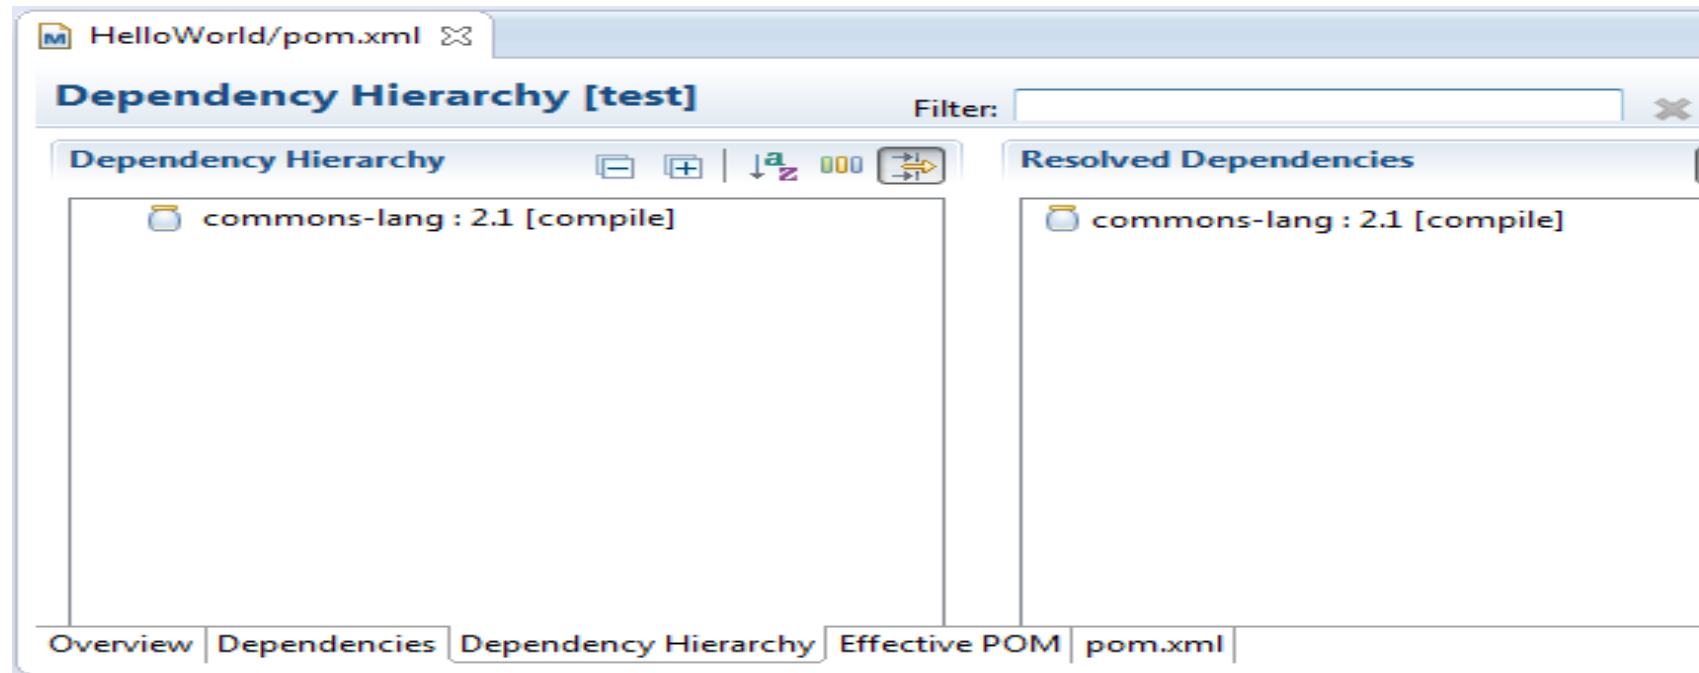 HelloWorld/pom.xml
Dependency Hierarchy [test]
Filter:
Dependency Hierarchy
Resolved Dependencies
commons-lang : 2.1 [compile]
commons-lang : 2.1 [compile]
Overview Dependencies Dependency Hierarchy Effective POM pom.xml